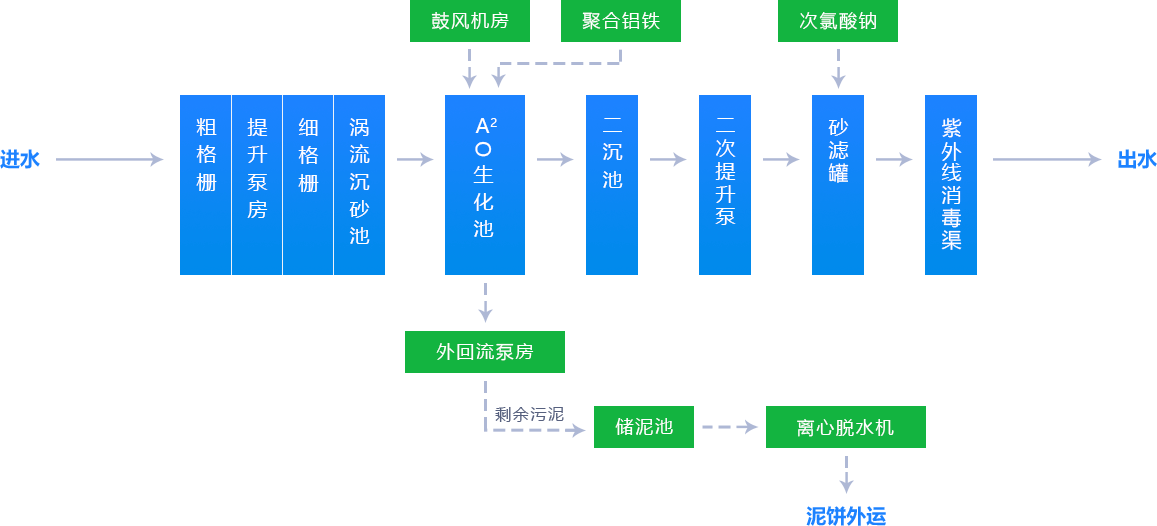 鼓风机房
聚合铝铁
次氯酸钠
进水
粗格栅
提升泵房
细格栅
涡流沉砂池
A²O生化池
二沉池
二次提升泵
砂滤罐
紫外线消毒渠
出水
外回流泵房
剩余污泥
储泥池
离心脱水机
泥饼外运